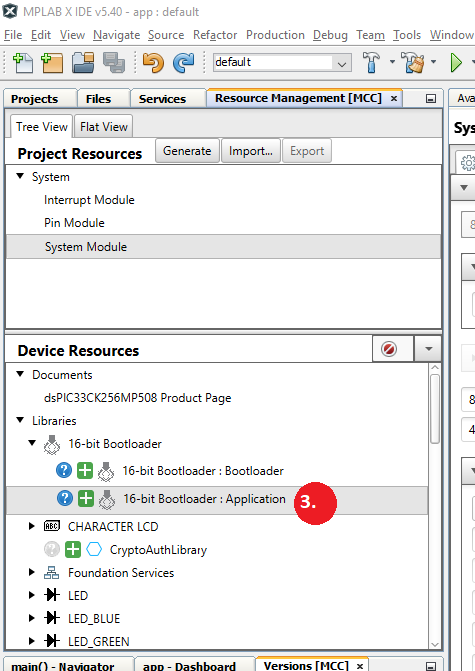 MPLAB X IDE v5.40 - app : default
File Edit View Navigate Source Refactor Production Debug Team Tools Window
default
Projects Files Services Resource Management [MCC] × Ava
Tree View Flat View Sys
Project Resources Generate Import... Export
System
Interrupt Module
Pin Module
System Module
Device Resources
Documents
dsPIC33CK256MP508 Product Page
Libraries
16-bit Bootloader
? 16-bit Bootloader : Bootloader
? 16-bit Bootloader : Application 3.
ABC CHARACTER LCD
? CryptoAuthLibrary
Foundation Services
LED
LED_BLUE
LED_GREEN
main() - Navigator app - Dashboard Versions [MCC] ×